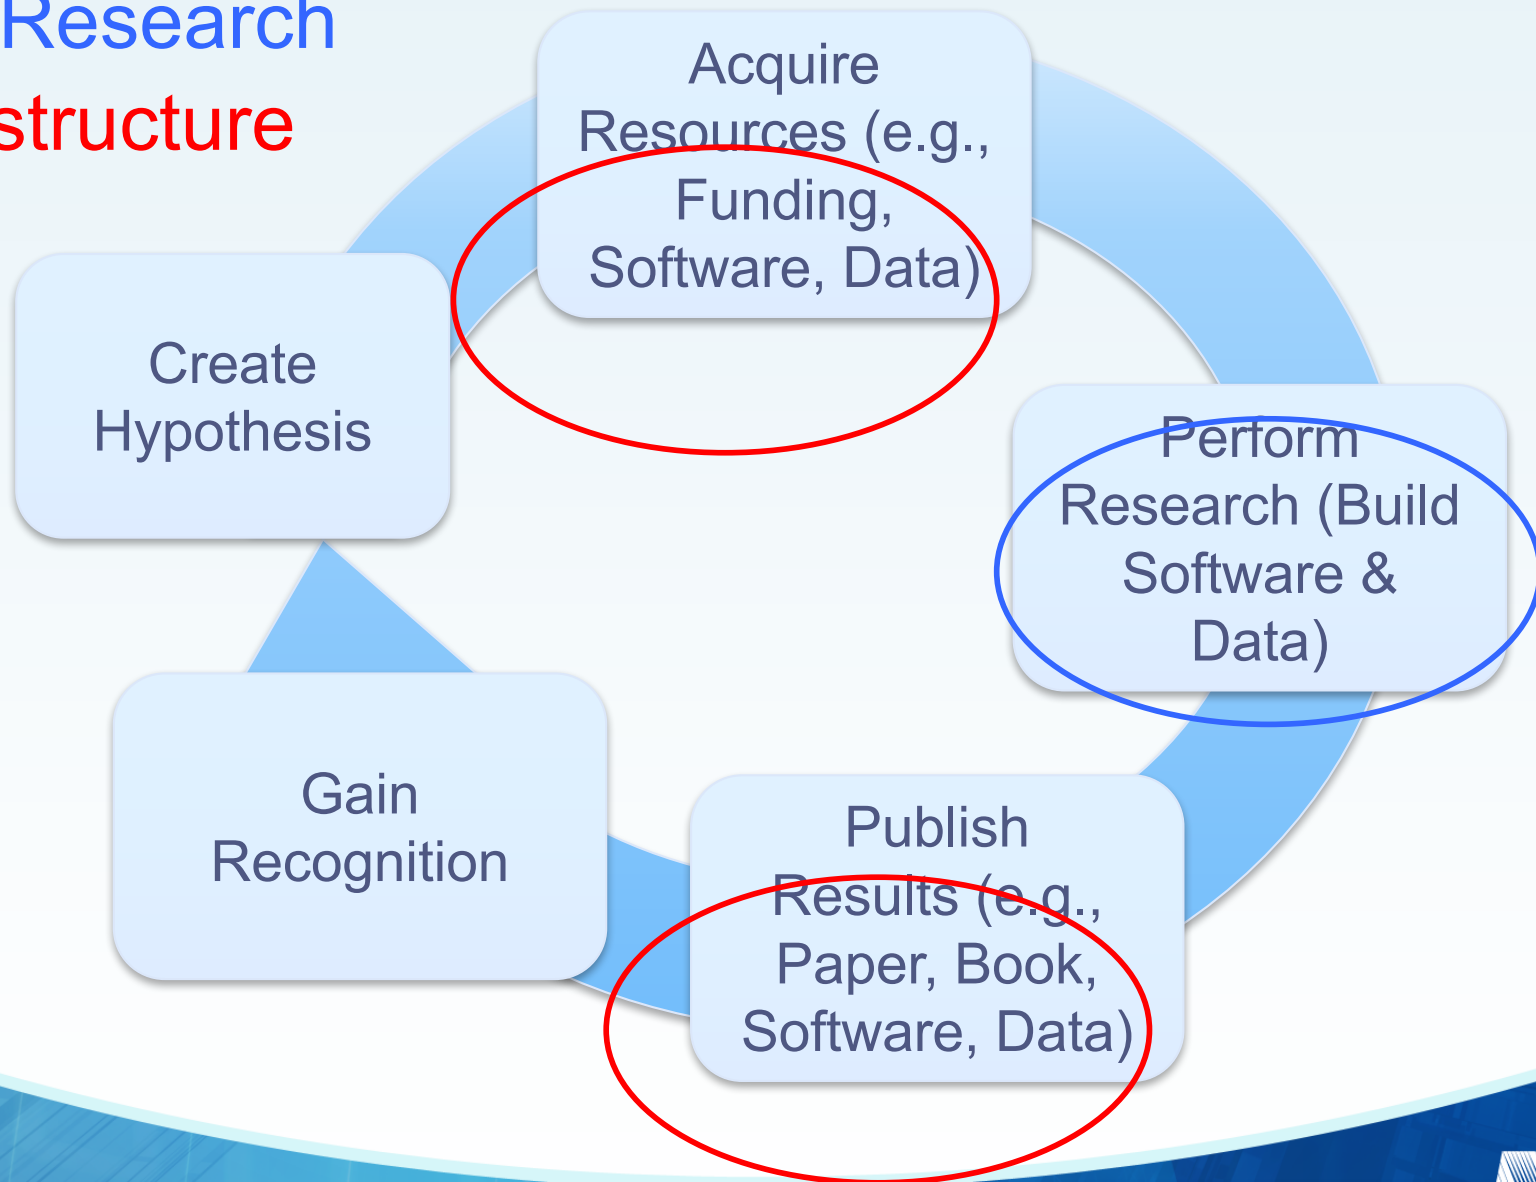 Research
structure
Acquire
Resources (e.g.,
Funding,
Software, Data)
Create
Hypothesis
Perform
Research (Build
Software &
Data)
Gain
Recognition
Publish
Results (e.g.,
Paper, Book,
Software, Data)